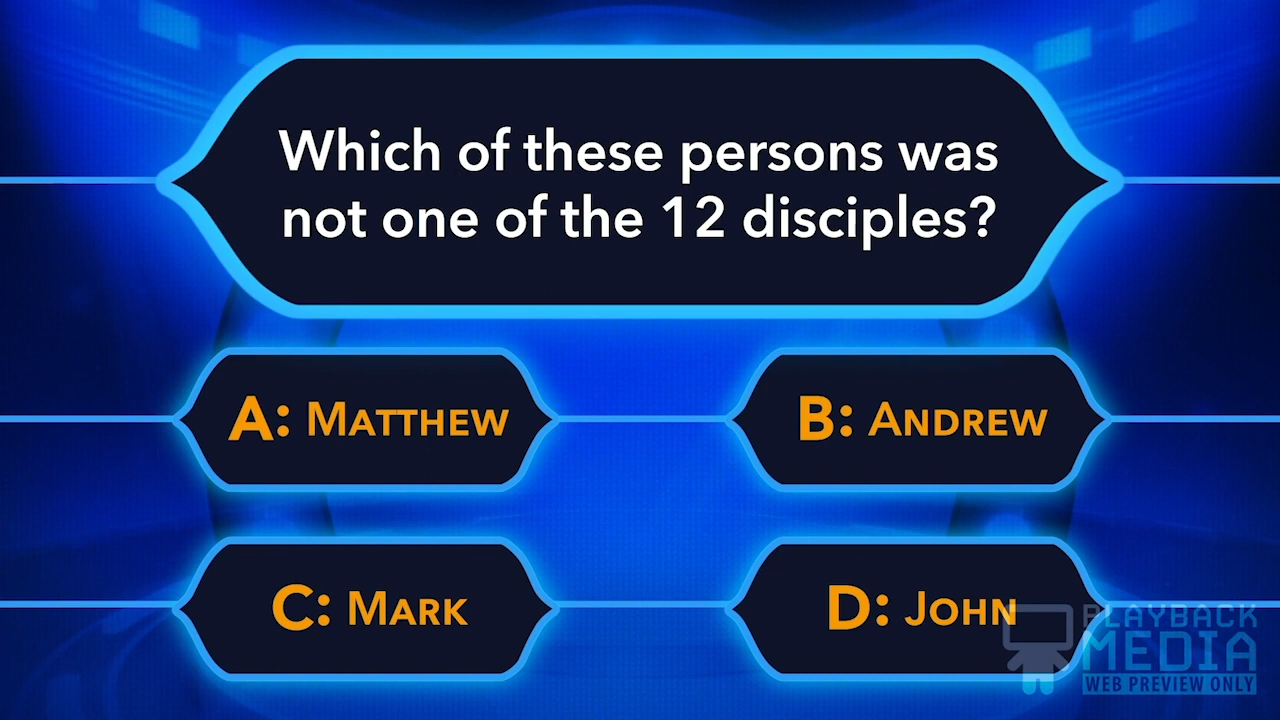 Which of these persons was
not one of the 12 disciples?
A: Matthew
B: Andrew
C: Mark
D: John
PLAYBACK
MEDIA
WEB PREVIEW ONLY